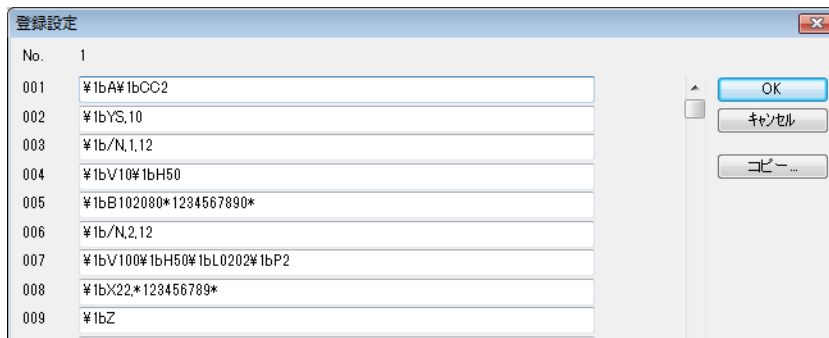 登録設定
No. 1
001 ¥1bA¥1bCC2
OK
002 ¥1bYS,10
キャンセル
003 ¥1b/N,1,12
コピー...
004 ¥1bV10¥1bH50
005 ¥1bB102080*1234567890*
006 ¥1b/N,2,12
007 ¥1bV100¥1bH50¥1bL0202¥1bP2
008 ¥1bX22,*123456789*
009 ¥1bZ